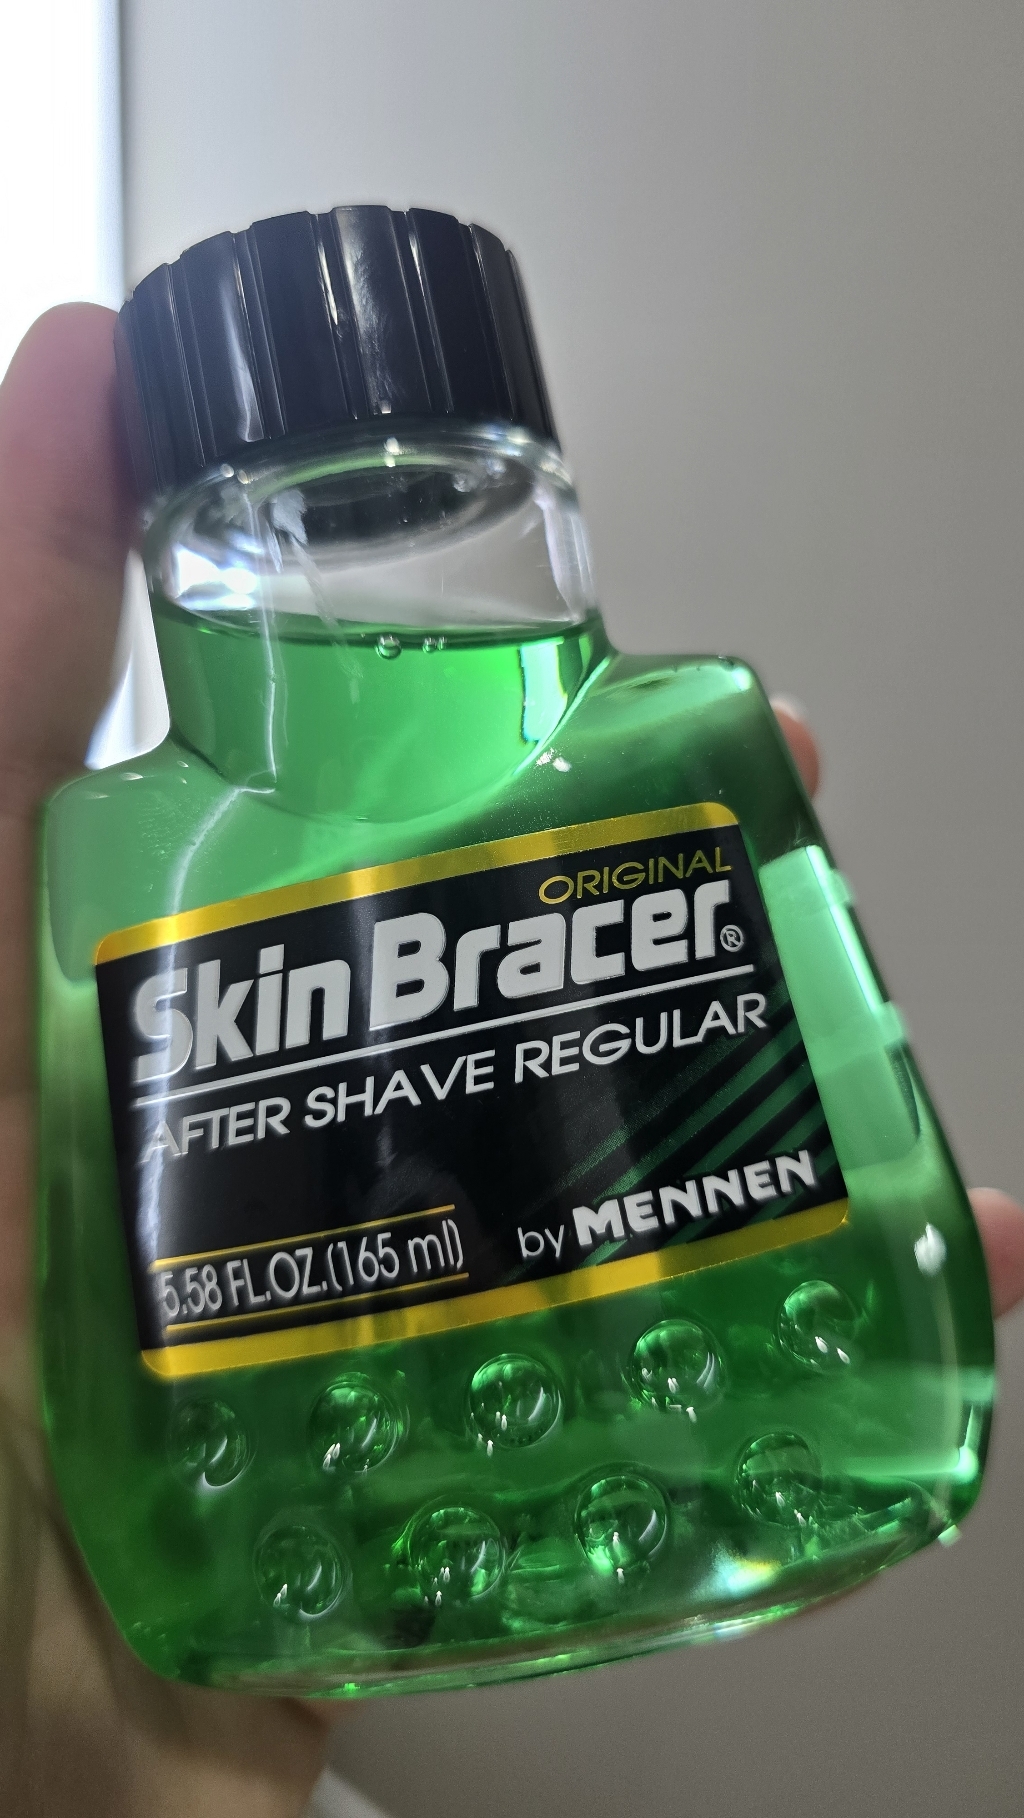 ORIGINAL
Skin Bracer®
AFTER SHAVE REGULAR
5.58 FL.OZ.(165 ml)
by MENNEN